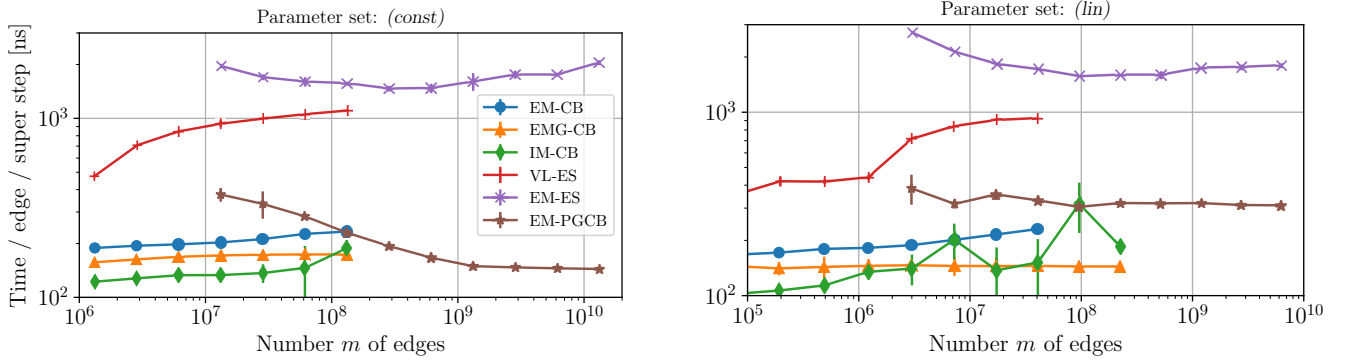 Parameter set: (const)
Time / edge / super step [ns]
10^3
10^2
10^6 10^7 10^8 10^9 10^10
Number m of edges
EM-CB
EMG-CB
IM-CB
VL-ES
EM-ES
EM-PGCB
Parameter set: (lin)
10^3
10^2
10^5 10^6 10^7 10^8 10^9 10^10
Number m of edges